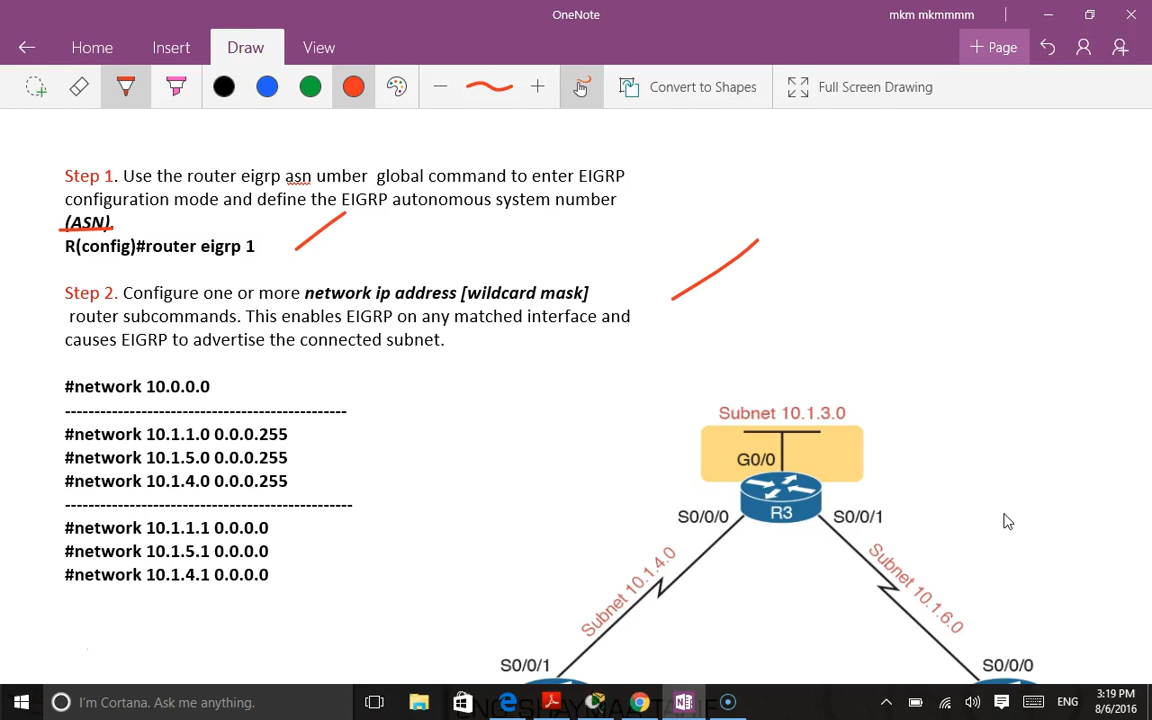 OneNote
mkm mkmmmm
Home
Insert
Draw
View
Page
Convert to Shapes
Full Screen Drawing
Step 1. Use the router eigrp asn umber global command to enter EIGRP
configuration mode and define the EIGRP autonomous system number
(ASN).
R(config)#router eigrp 1
Step 2. Configure one or more network ip address [wildcard mask]
router subcommands. This enables EIGRP on any matched interface and
causes EIGRP to advertise the connected subnet.
#network 10.0.0.0
------------------------------------------------
#network 10.1.1.0 0.0.0.255
#network 10.1.5.0 0.0.0.255
#network 10.1.4.0 0.0.0.255
-------------------------------------------------
#network 10.1.1.1 0.0.0.0
#network 10.1.5.1 0.0.0.0
#network 10.1.4.1 0.0.0.0
Subnet 10.1.3.0
G0/0
R3
S0/0/0
S0/0/1
Subnet 10.1.4.0
Subnet 10.1.6.0
S0/0/1
S0/0/0
I'm Cortana. Ask me anything.
ENG
3:19 PM
8/6/2016